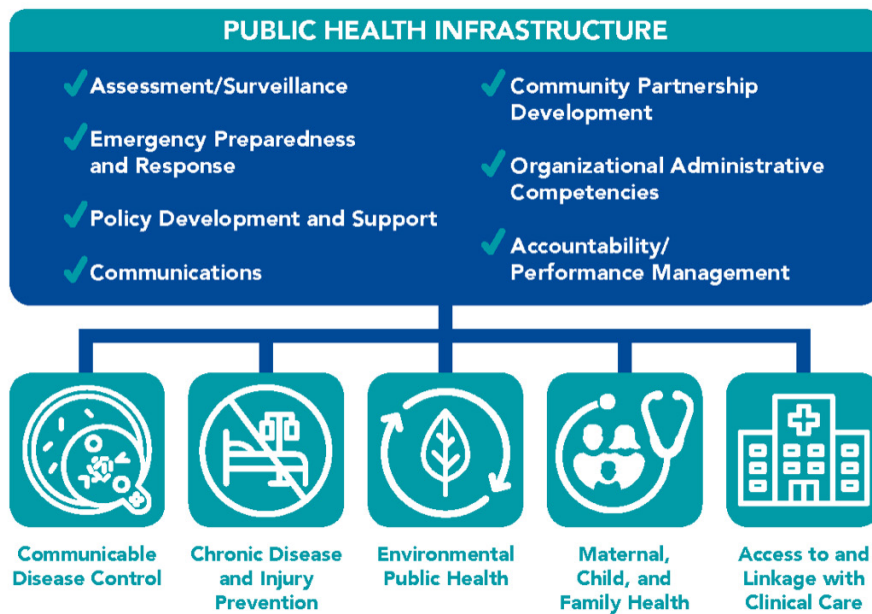 PUBLIC HEALTH INFRASTRUCTURE
Assessment/Surveillance
Emergency Preparedness
and Response
Policy Development and Support
Communications
Community Partnership
Development
Organizational Administrative
Competencies
Accountability/
Performance Management
Communicable
Disease Control
Chronic Disease
and Injury
Prevention
Environmental
Public Health
Maternal,
Child, and
Family Health
Access to and
Linkage with
Clinical Care